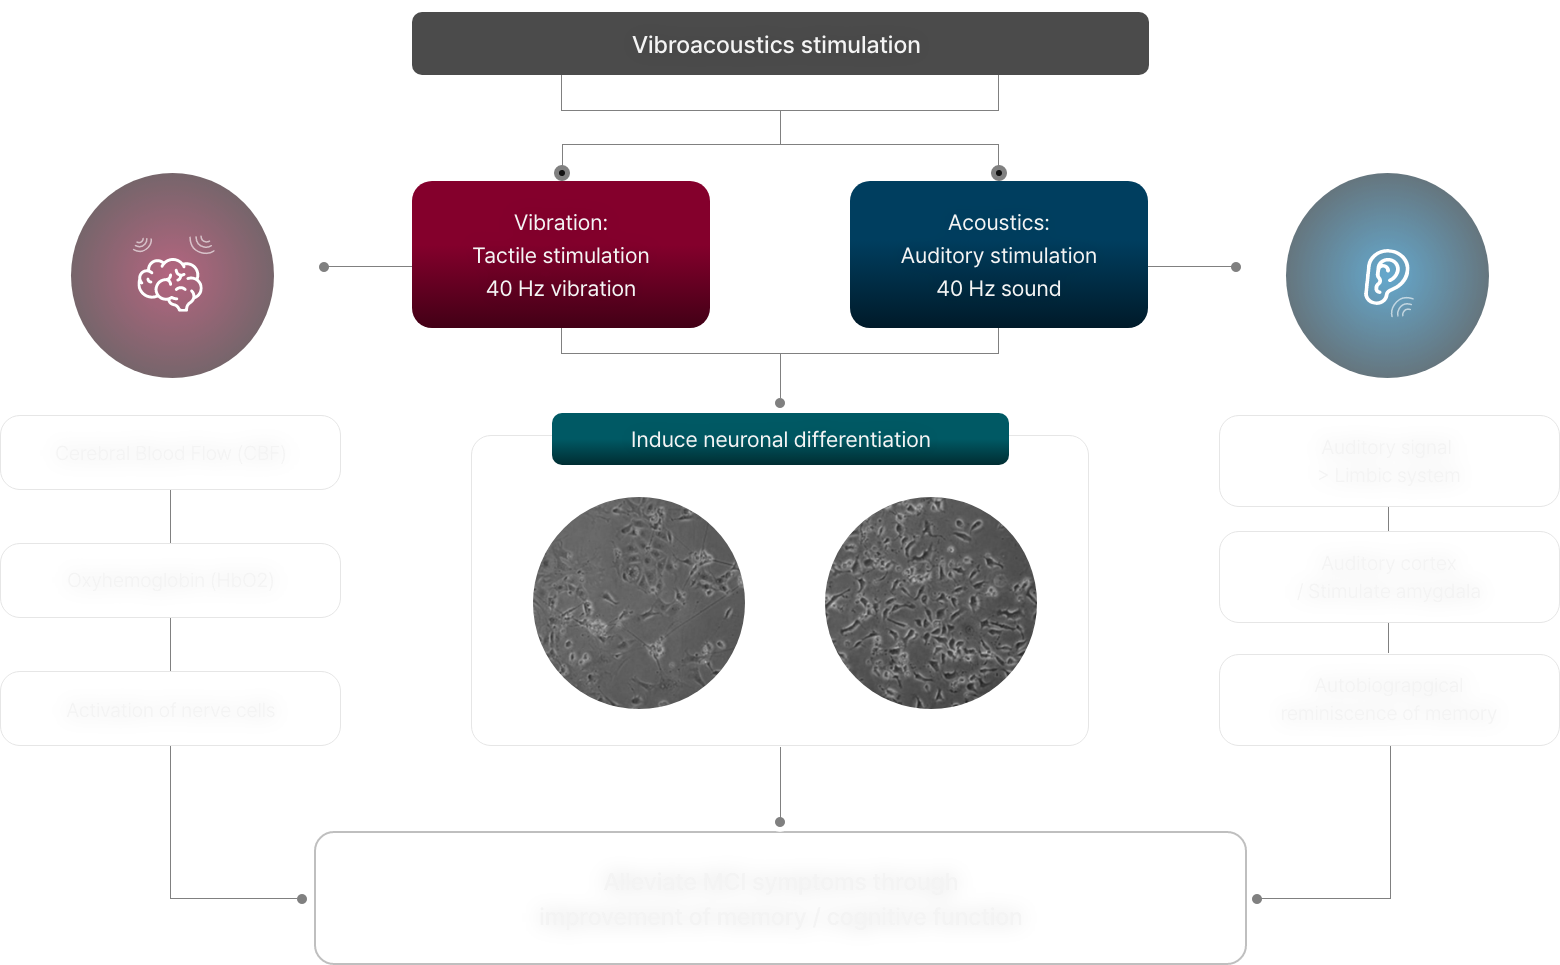 Vibroacoustics stimulation
Vibration:
Tactile stimulation
40 Hz vibration
Acoustics:
Auditory stimulation
40 Hz sound
Induce neuronal differentiation
Cerebral Blood Flow (CBF)
Oxyhemoglobin (HbO2)
Activation of nerve cells
Auditory signal
> Limbic system
Auditory cortex
/ Stimulate amygdala
Autobiograpgical
reminiscence of memory
Alleviate MCI symptoms through
improvement of memory / cognitive function